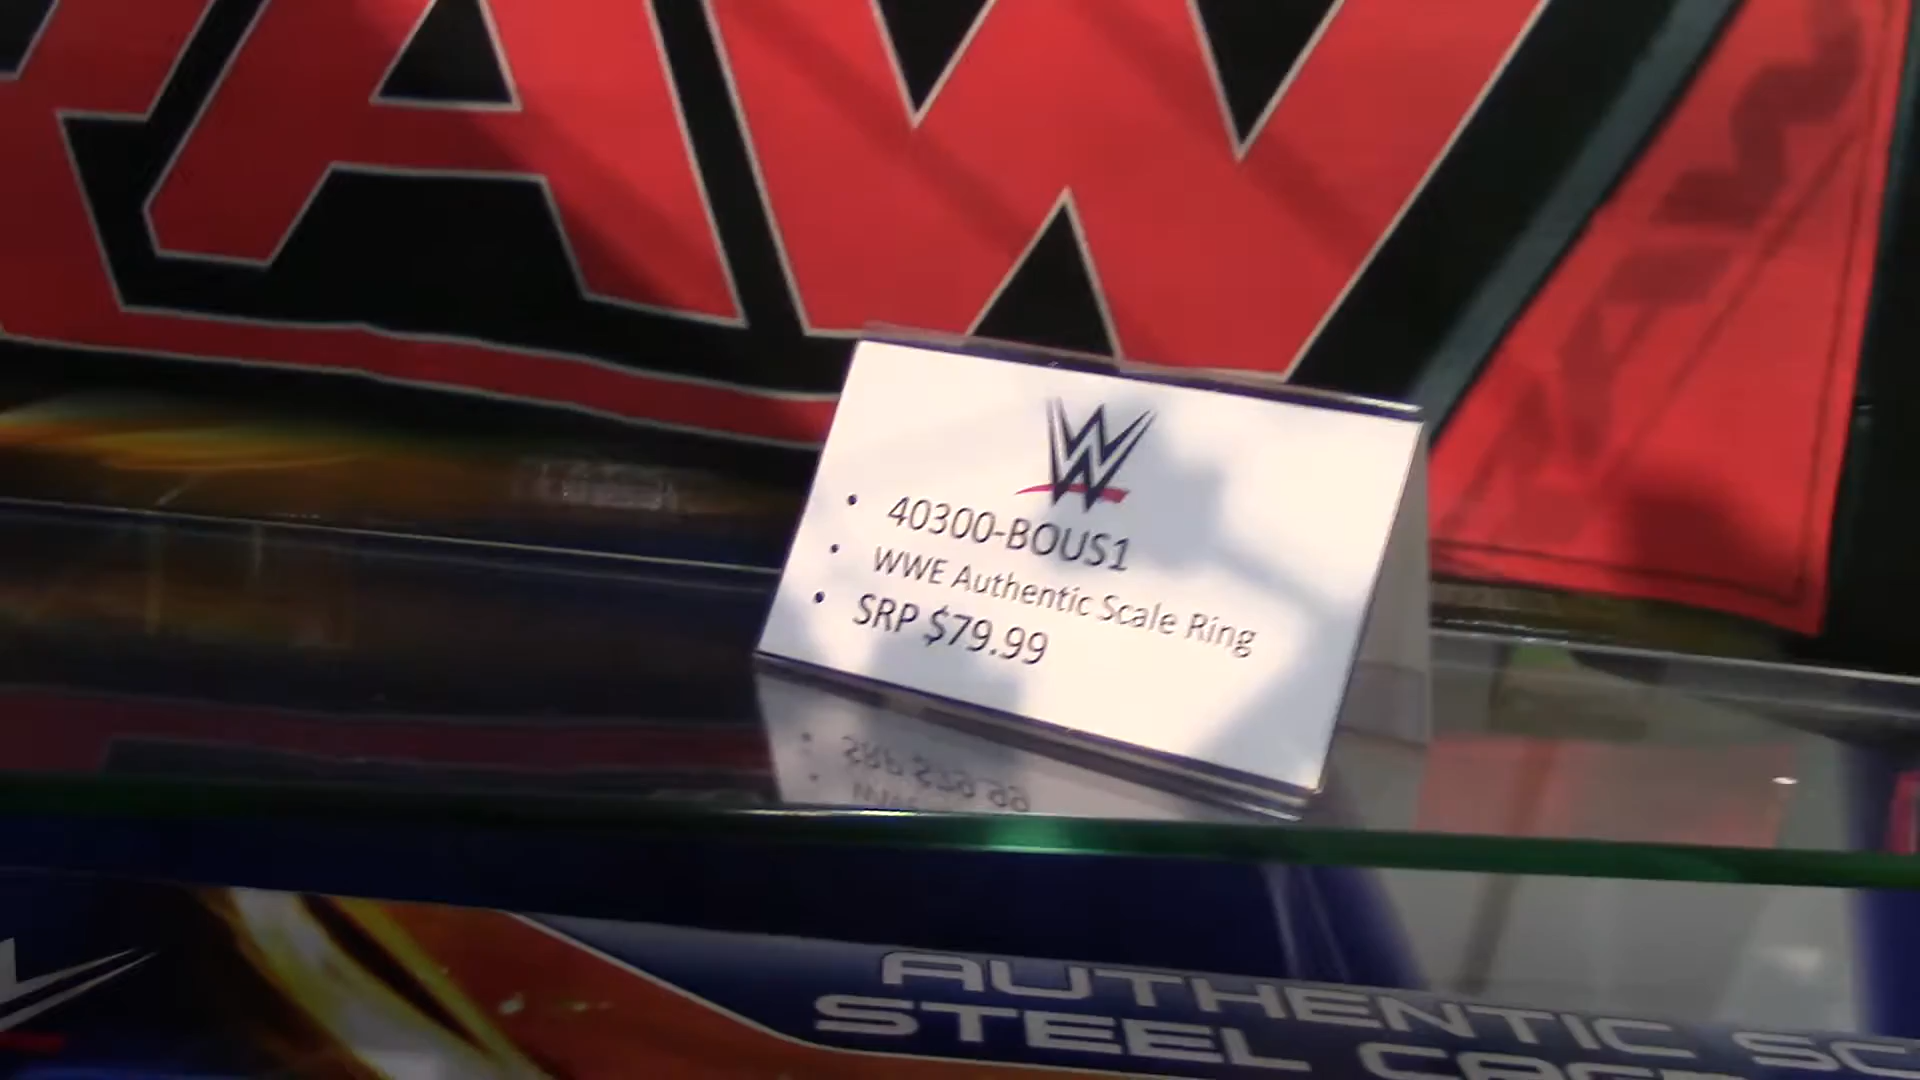 RAW
40300-BOUS1
WWE Authentic Scale Ring
SRP $79.99
AUTHENTIC SC
STEEL CAGE